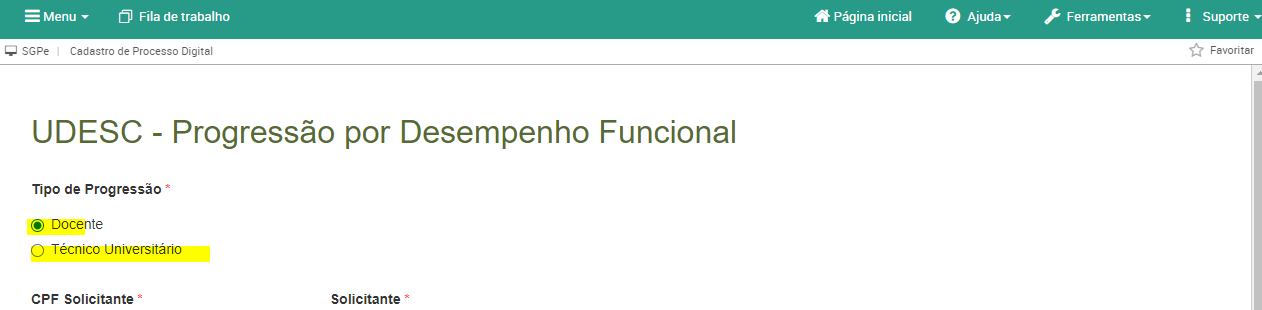 Menu Fila de trabalho Página inicial Ajuda Ferramentas Suporte
SGPe | Cadastro de Processo Digital Favoritar
UDESC - Progressão por Desempenho Funcional
Tipo de Progressão *
Docente
Técnico Universitário
CPF Solicitante * Solicitante *